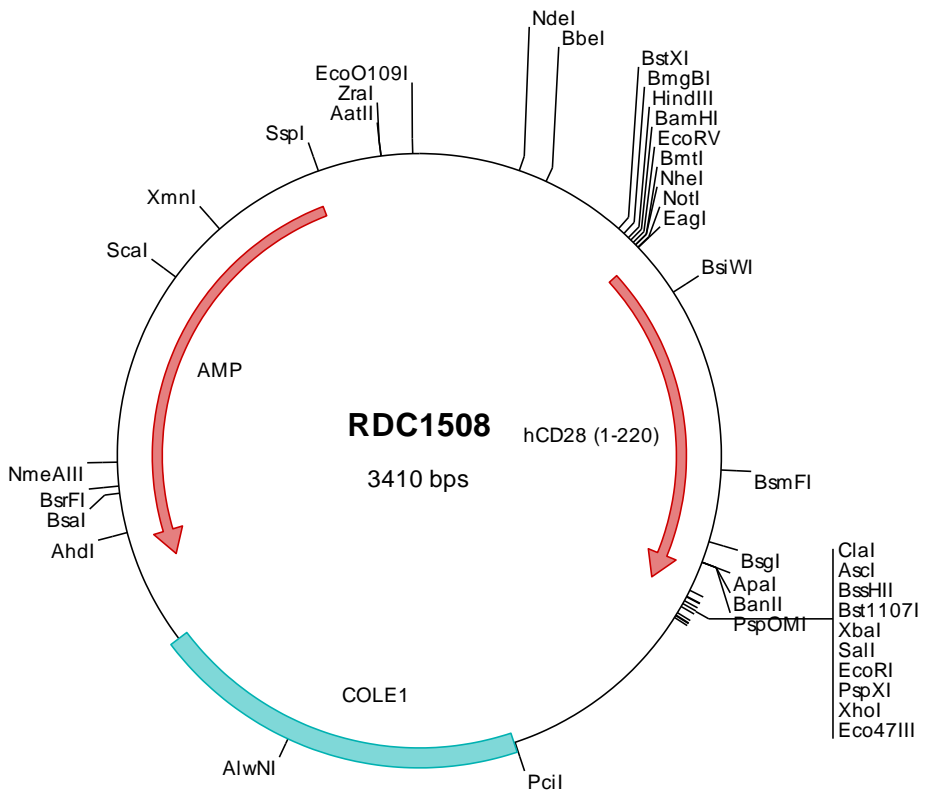 NdeI
BbeI
BstXI
BmgBI
HindIII
BamHI
EcoRV
BmtI
NheI
NotI
EagI
BsiWI
EcoO109I
ZraI
AatII
SspI
XmnI
ScaI
AMP
RDC1508
3410 bps
hCD28 (1-220)
NmeAIII
BsrFI
BsaI
AhdI
BsmFI
BsgI
ApaI
BanII
PspOMI
ClaI
AscI
BssHII
Bst1107I
XbaI
SalI
EcoRI
PspXI
XhoI
Eco47III
COLE1
AlwNI
PciI